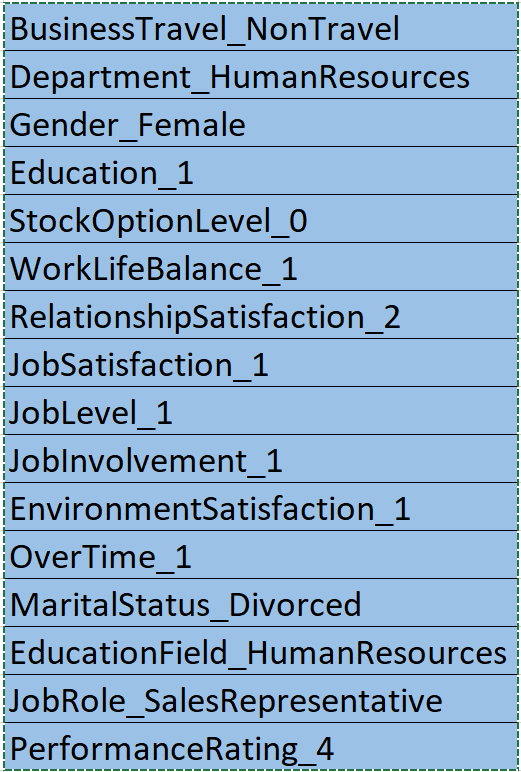 BusinessTravel_NonTravel
Department_HumanResources
Gender_Female
Education_1
StockOptionLevel_0
WorkLifeBalance_1
RelationshipSatisfaction_2
JobSatisfaction_1
JobLevel_1
JobInvolvement_1
EnvironmentSatisfaction_1
OverTime_1
MaritalStatus_Divorced
EducationField_HumanResources
JobRole_SalesRepresentative
PerformanceRating_4